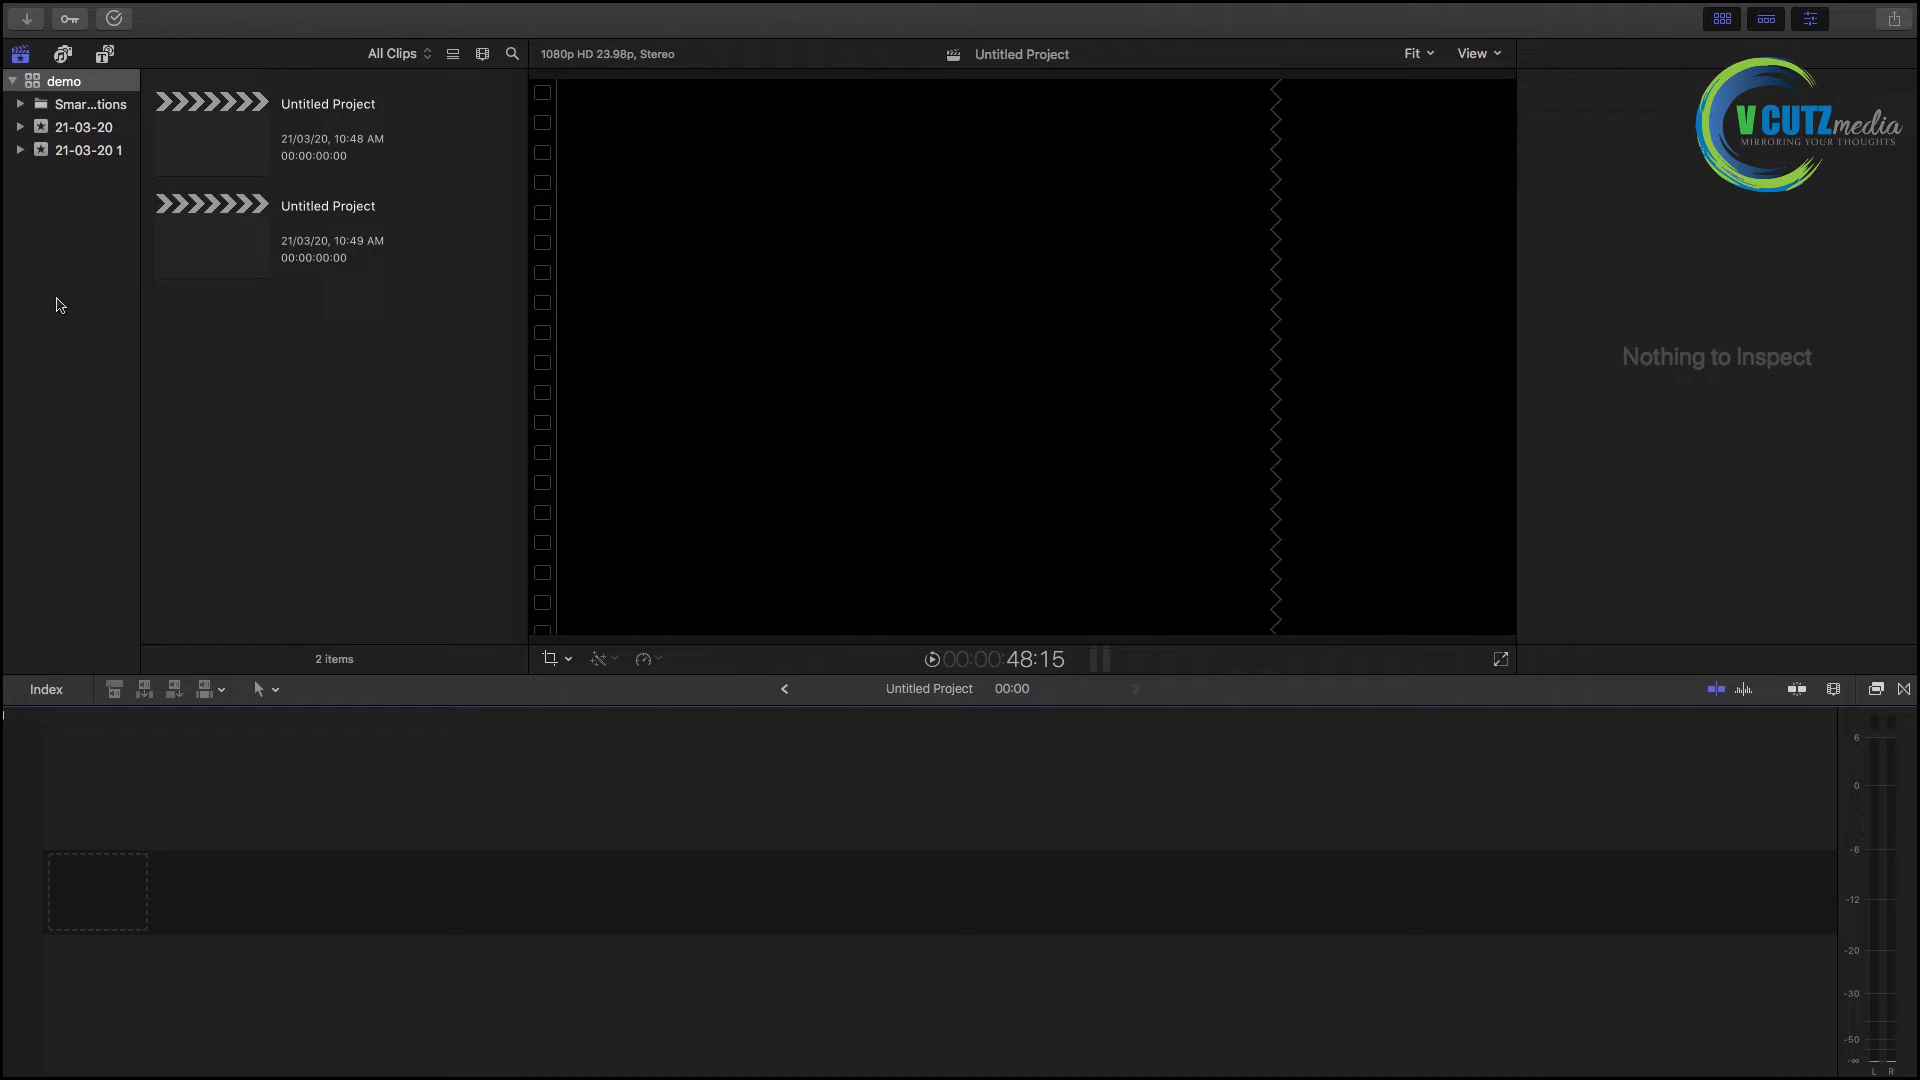 All Clips
1080p HD 23.98p, Stereo
Untitled Project
Fit
View
demo
Smar...tions
21-03-20
21-03-20 1
Untitled Project
21/03/20, 10:48 AM
00:00:00:00
Untitled Project
21/03/20, 10:49 AM
00:00:00:00
V CUTZmedia
MIRRORING YOUR THOUGHTS
Nothing to Inspect
2 items
00:00:48:15
Index
Untitled Project
00:00
6
0
-6
-12
-20
-30
-50
-∞
L R